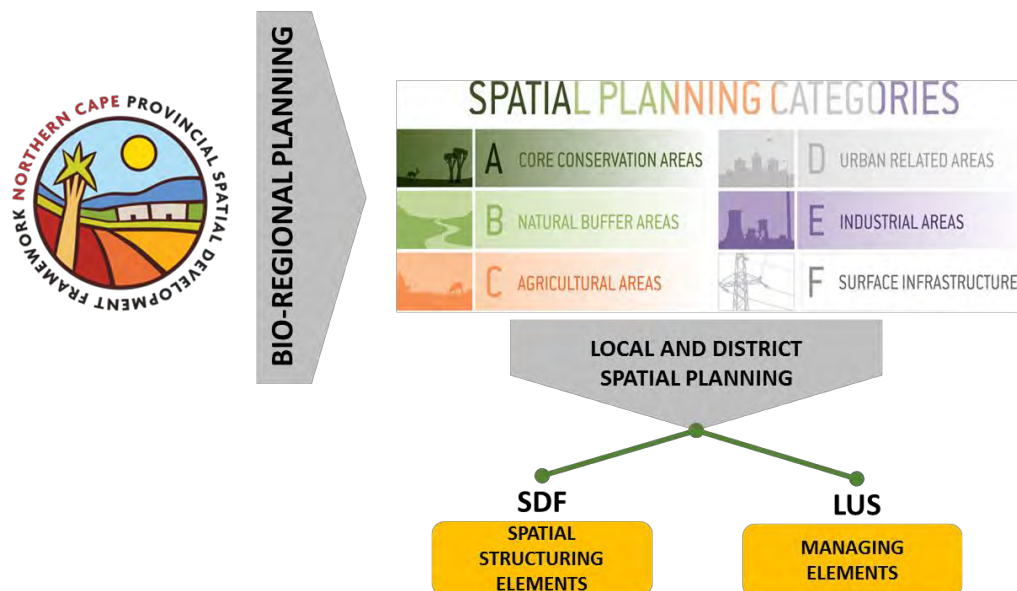 NORTHERN CAPE PROVINCIAL SPATIAL DEVELOPMENT FRAMEWORK
BIO-REGIONAL PLANNING
SPATIAL PLANNING CATEGORIES
A CORE CONSERVATION AREAS
B NATURAL BUFFER AREAS
C AGRICULTURAL AREAS
D URBAN RELATED AREAS
E INDUSTRIAL AREAS
F SURFACE INFRASTRUCTURE
LOCAL AND DISTRICT
SPATIAL PLANNING
SDF
SPATIAL
STRUCTURING
ELEMENTS
LUS
MANAGING
ELEMENTS